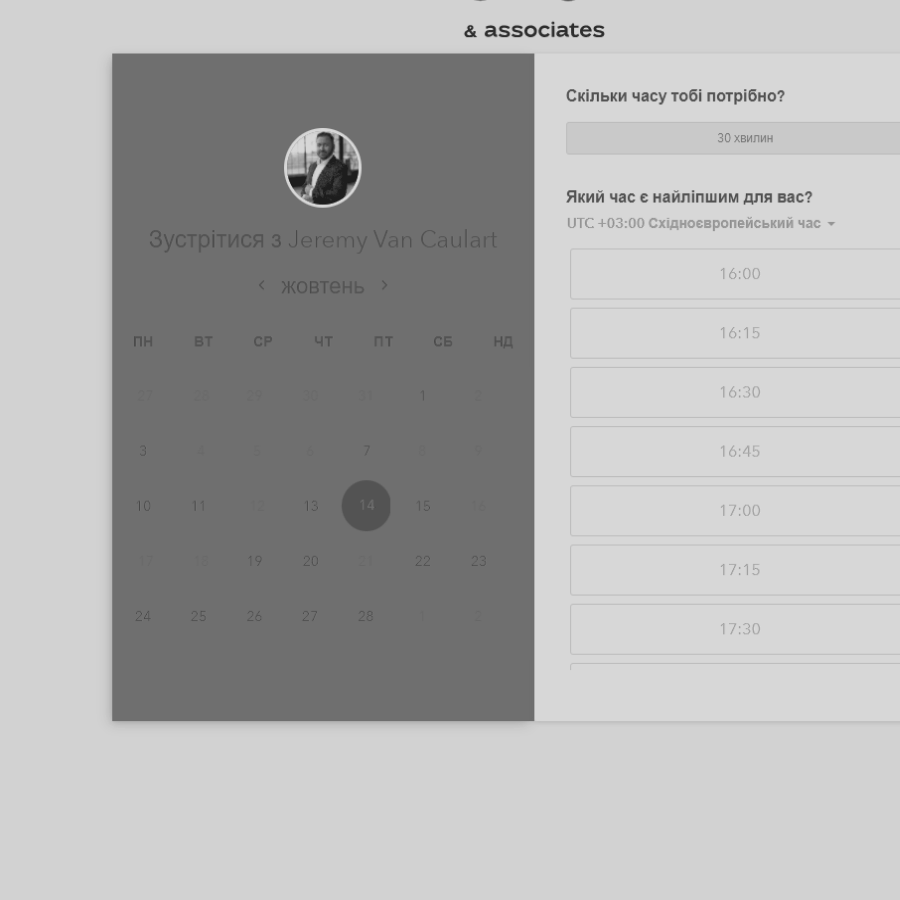 & associates
Зустрітися з Jeremy Van Caulart
‹ жовтень ›
ПН ВТ СР ЧТ ПТ СБ НД
27 28 29 30 31 1 2
3 4 5 6 7 8 9
10 11 12 13 14 15 16
17 18 19 20 21 22 23
24 25 26 27 28 1 2
Скільки часу тобі потрібно?
30 хвилин
Який час є найліпшим для вас?
UTC +03:00 Східноєвропейський час
16:00
16:15
16:30
16:45
17:00
17:15
17:30